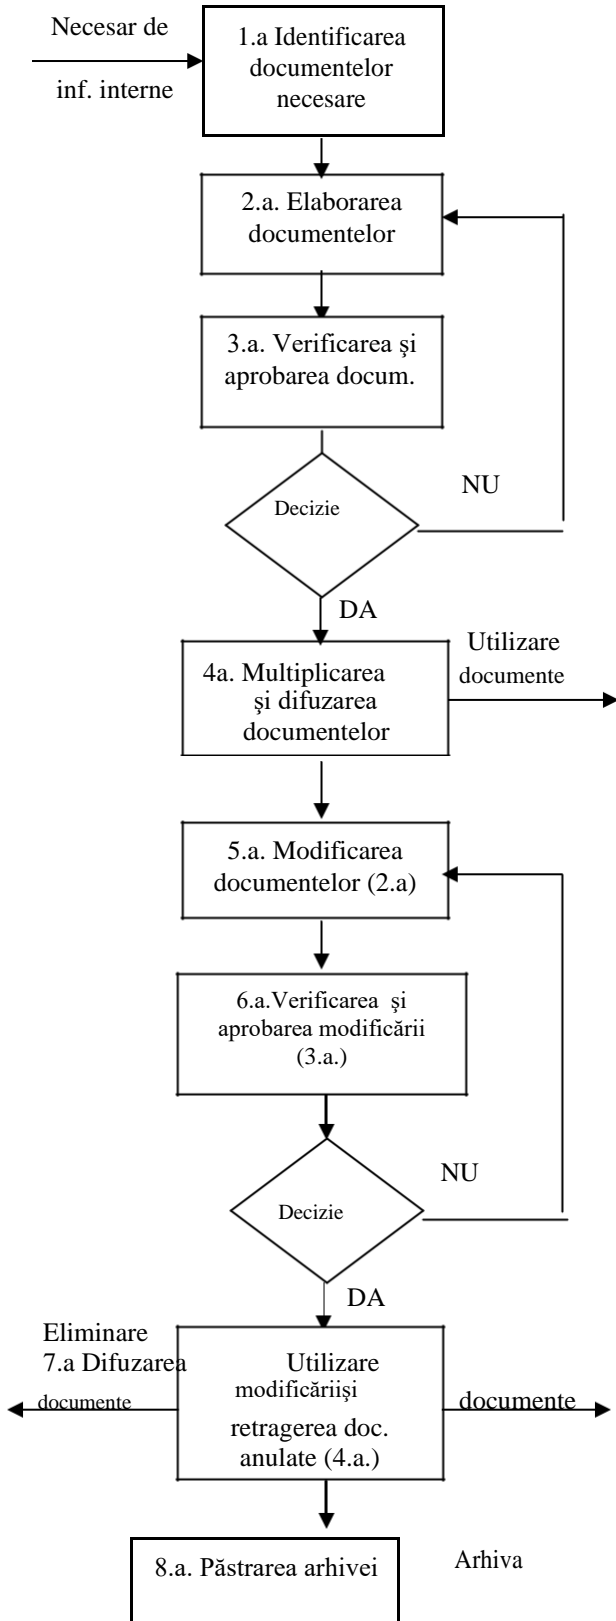 Necesar de
inf. interne
1.a Identificarea
documentelor
necesare
2.a. Elaborarea
documentelor
3.a. Verificarea şi
aprobarea docum.
Decizie
NU
DA
4a. Multiplicarea
şi difuzarea
documentelor
Utilizare
documente
5.a. Modificarea
documentelor (2.a)
6.a.Verificarea şi
aprobarea modificării
(3.a.)
Decizie
NU
DA
Eliminare
7.a Difuzarea Utilizare
documente modificăriişi documente
retragerea doc.
anulate (4.a.)
8.a. Păstrarea arhivei
Arhiva